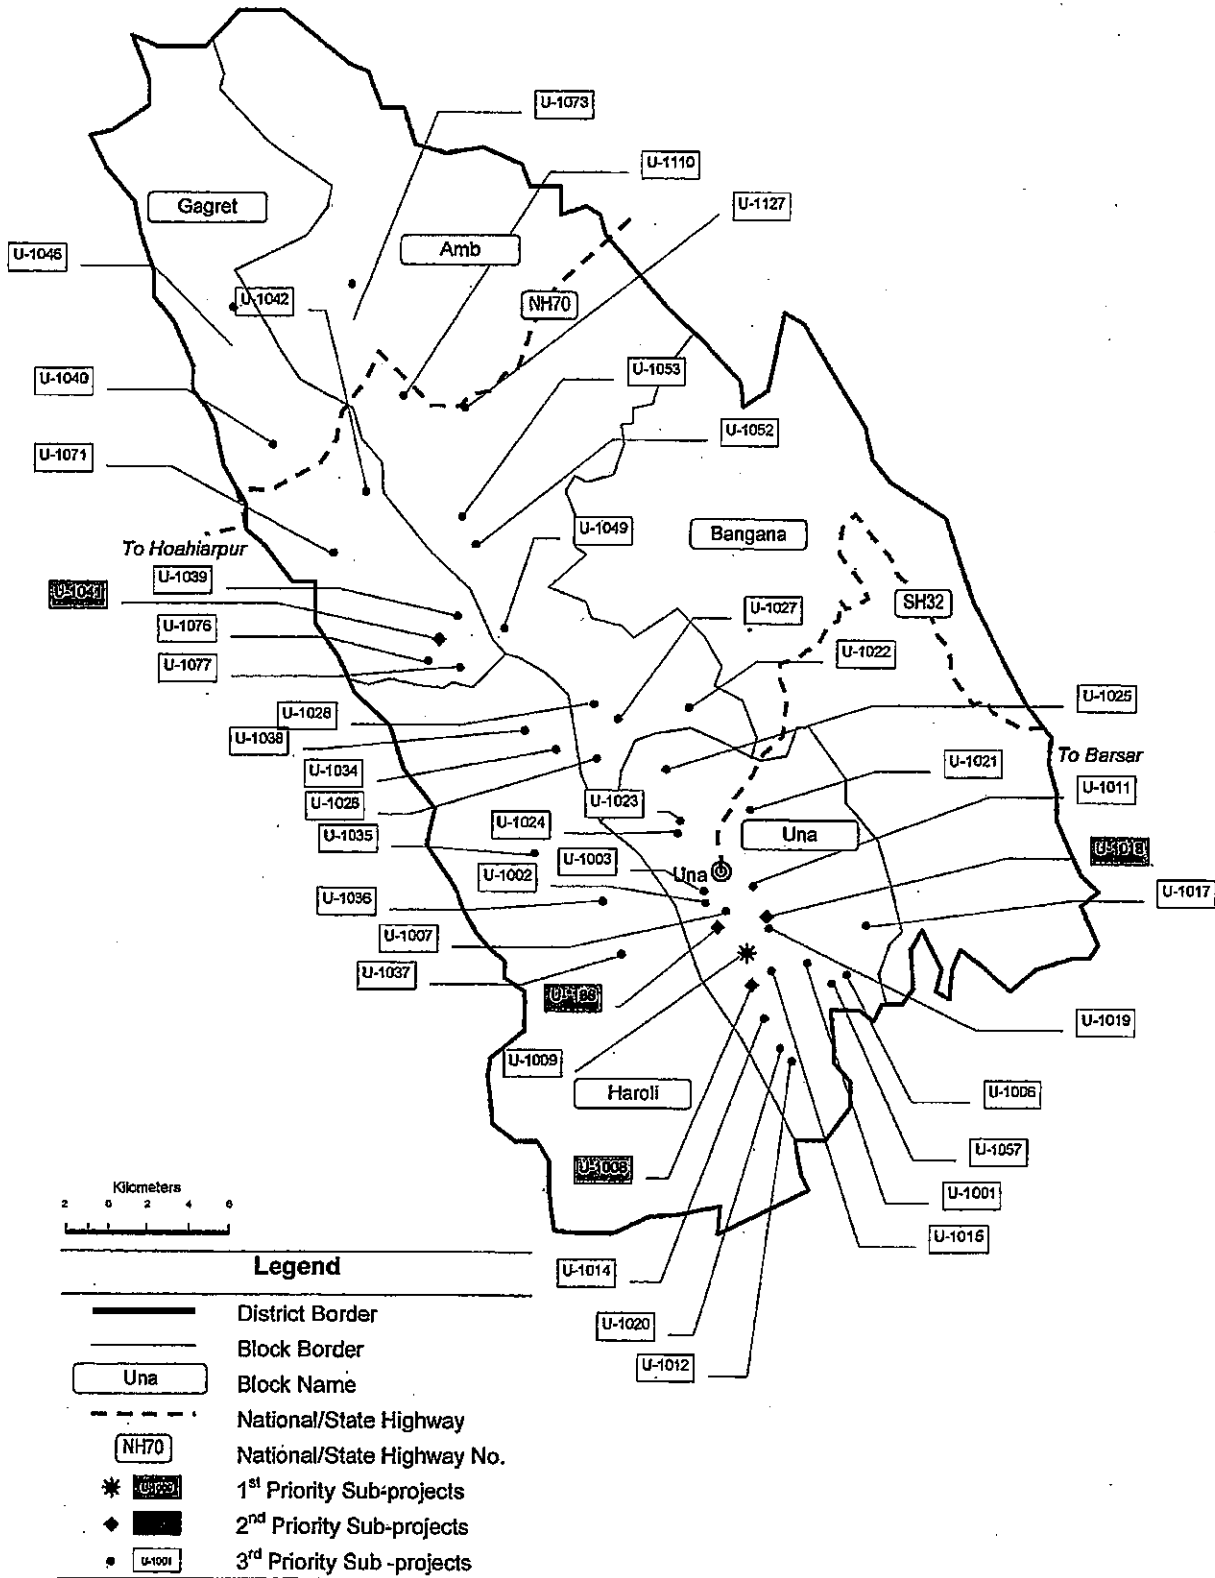 U-1073
U-1110
U-1127
Gagret
Amb
U-1042
NH70
U-1040
U-1053
U-1052
U-1071
U-1049
Bangana
To Hoahiarpur
U-1039
U-1041
SH32
U-1027
U-1076
U-1022
U-1077
U-1025
U-1028
U-1038
To Barsar
U-1034
U-1021
U-1011
U-1023
U-1035
U-1024
Una
U-1003
Una
U-1002
U-1017
U-1036
U-1007
U-1037
U-1019
U-1009
Haroli
U-1006
U-1008
U-1057
U-1001
U-1014
U-1020
U-1012
Kilometers
2 0 2 4 6
Legend
District Border
Block Border
Una Block Name
National/State Highway
NH70 National/State Highway No.
1st Priority Sub-projects
2nd Priority Sub-projects
U-1001 3rd Priority Sub -projects